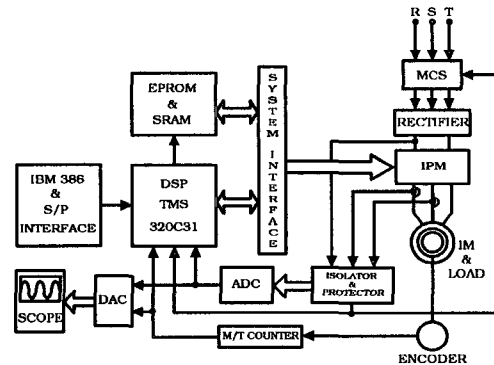 R S T
MCS
RECTIFIER
IPM
IM &
LOAD
EPROM
&
SRAM
SYSTEM INTERFACE
IBM 386
&
S/P
INTERFACE
DSP
TMS
320C31
SCOPE
DAC
ADC
ISOLATOR
&
PROTECTOR
M/T COUNTER
ENCODER